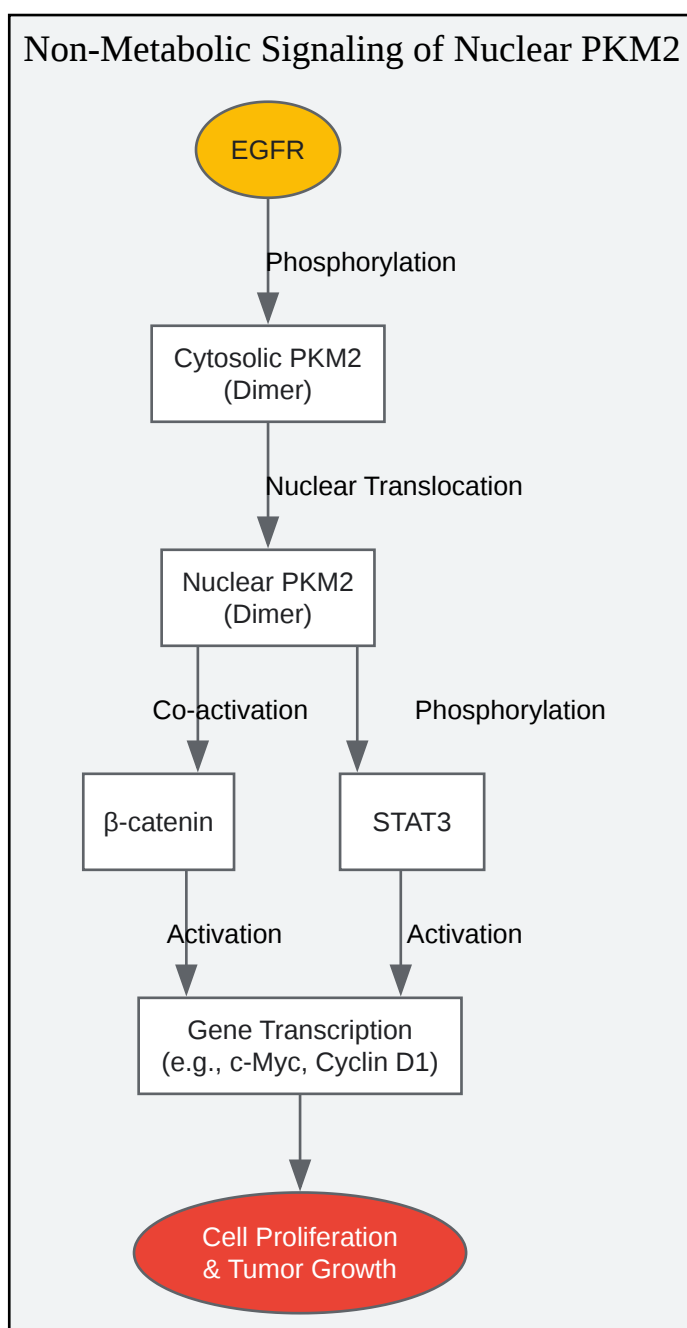 Non-Metabolic Signaling of Nuclear PKM2
EGFR
Phosphorylation
Cytosolic PKM2
(Dimer)
Nuclear Translocation
Nuclear PKM2
(Dimer)
Co-activation
Phosphorylation
β-catenin
STAT3
Activation
Activation
Gene Transcription
(e.g., c-Myc, Cyclin D1)
Cell Proliferation
& Tumor Growth